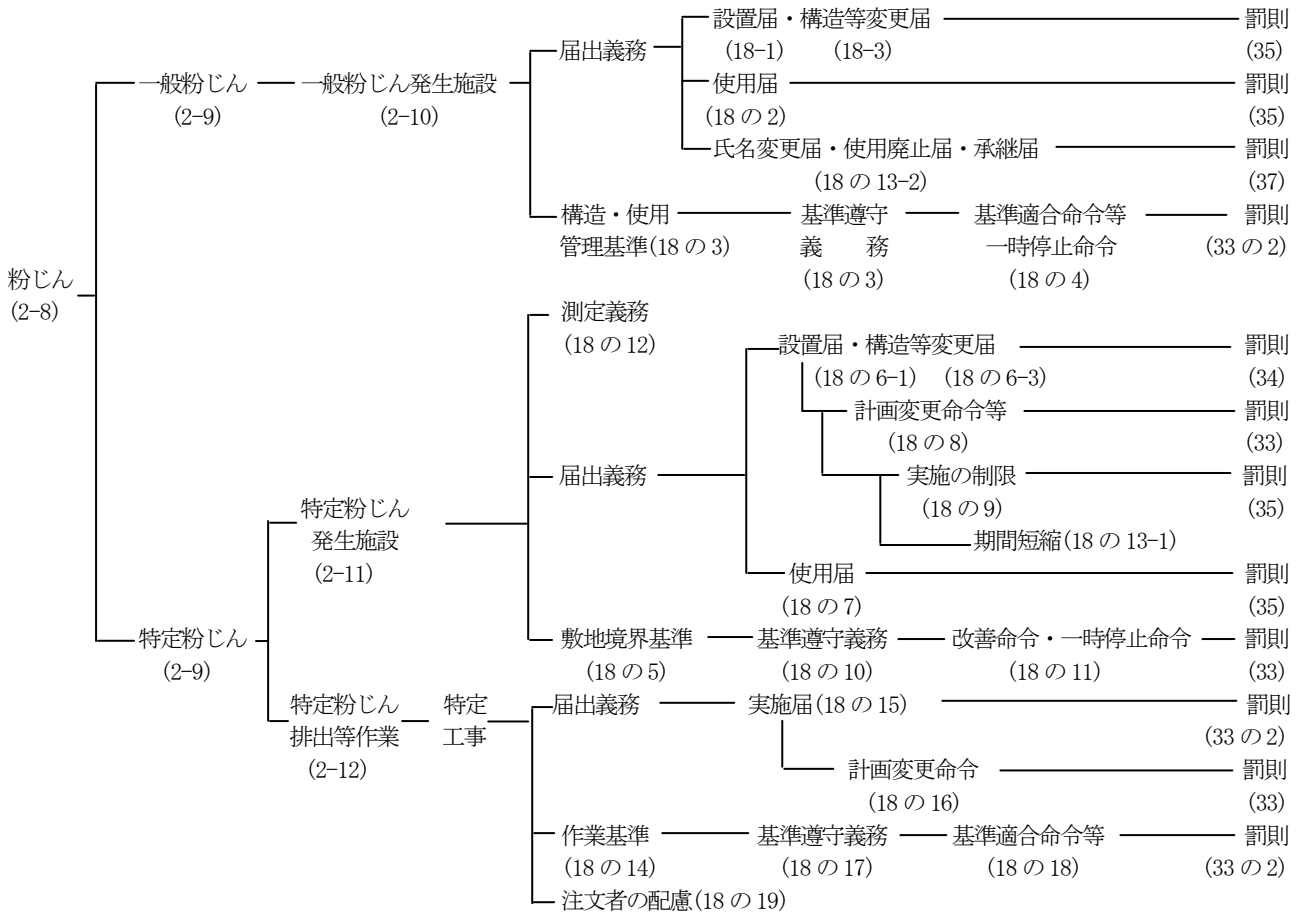 設置届・構造等変更届 罰則
届出義務 (18-1) (18-3) (35)
一般粉じん 一般粉じん発生施設 使用届 罰則
(2-9) (2-10) (18の2) (35)
氏名変更届・使用廃止届・承継届 罰則
(18の13-2) (37)
構造・使用 基準遵守 基準適合命令等 罰則
管理基準(18の3) 義　務 一時停止命令 (33の2)
粉じん (18の3) (18の4)
(2-8) 測定義務
(18の12) 設置届・構造等変更届 罰則
(18の6-1) (18の6-3) (34)
計画変更命令等 罰則
(18の8) (33)
届出義務 実施の制限 罰則
特定粉じん (18の9) (35)
発生施設 期間短縮(18の13-1)
(2-11) 使用届 罰則
(18の7) (35)
特定粉じん 敷地境界基準 基準遵守義務 改善命令・一時停止命令 罰則
(2-9) (18の5) (18の10) (18の11) (33)
特定粉じん 特定 届出義務 実施届(18の15) 罰則
排出等作業 工事 (33の2)
(2-12) 計画変更命令 罰則
(18の16) (33)
作業基準 基準遵守義務 基準適合命令等 罰則
(18の14) (18の17) (18の18) (33の2)
注文者の配慮(18の19)